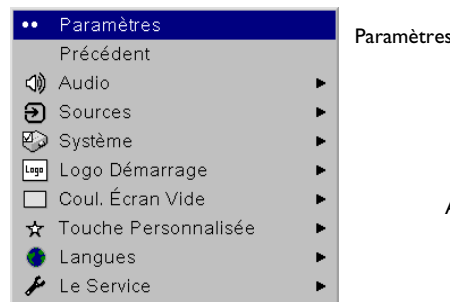 Paramètres
Paramètres
Précédent
Audio
Sources
Système
Logo Logo Démarrage
Coul. Écran Vide
A
Touche Personnalisée
Langues
Le Service